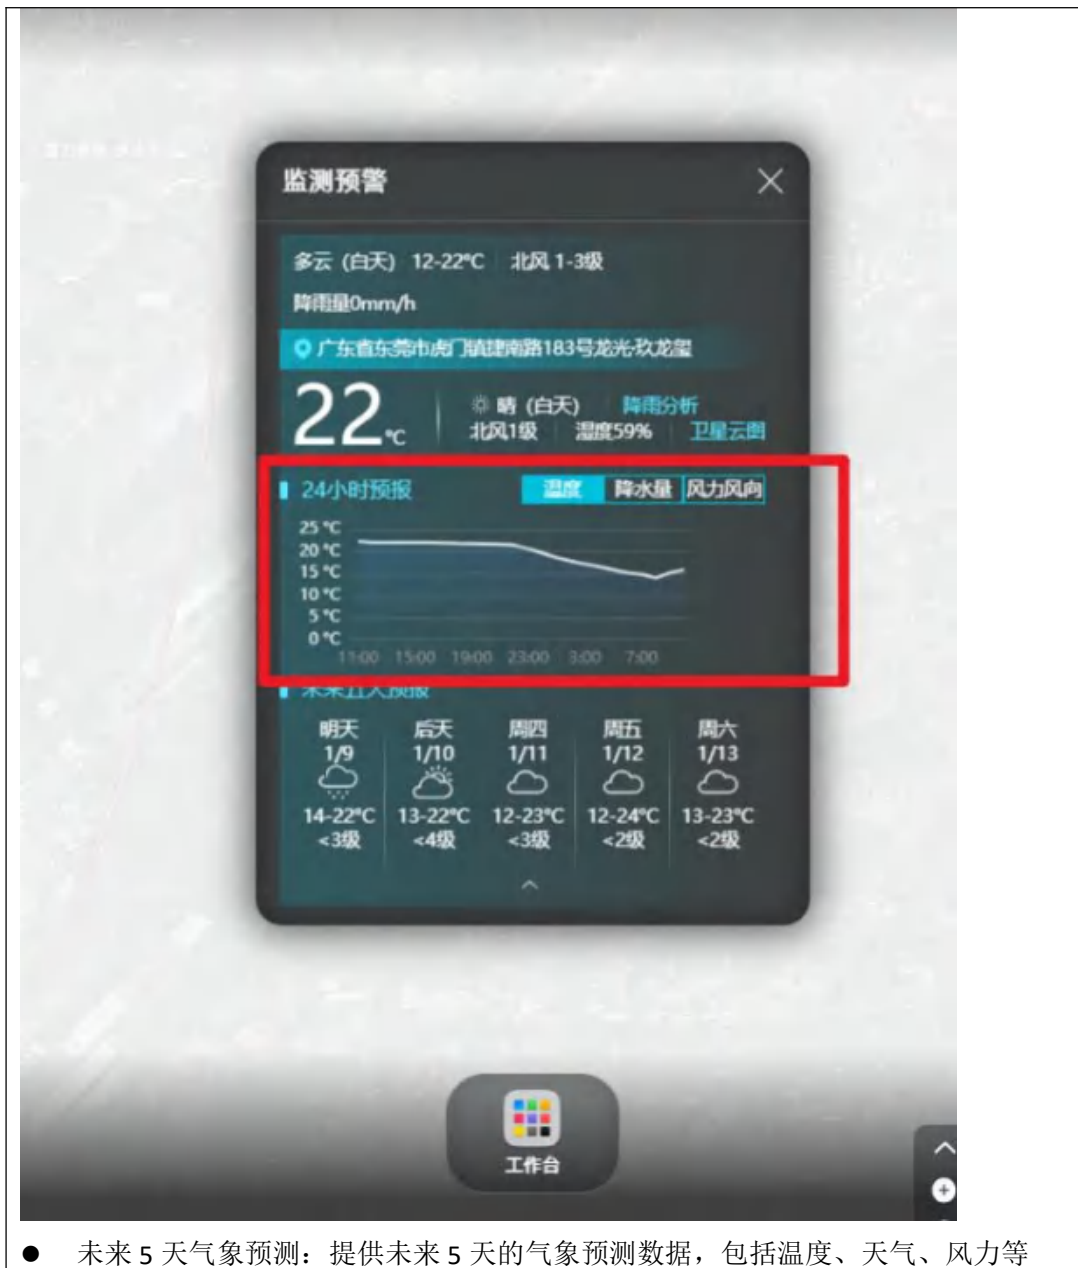 监测预警
多云 (白天) 12-22°C 北风 1-3级
降雨量0mm/h
广东省东莞市虎门镇捷南路183号龙光·玖龙玺
22 °C
晴 (白天) 降雨分析
北风1级 湿度59% 卫星云图
24小时预报 温度 降水量 风力风向
25 °C
20 °C
15 °C
10 °C
5 °C
0 °C
11:00 15:00 19:00 23:00 3:00 7:00
未来五天预报
明天 后天 周四 周五 周六
1/9 1/10 1/11 1/12 1/13
14-22°C 13-22°C 12-23°C 12-24°C 13-23°C
<3级 <4级 <3级 <2级 <2级
工作台
● 未来 5 天气象预测：提供未来 5 天的气象预测数据，包括温度、天气、风力等